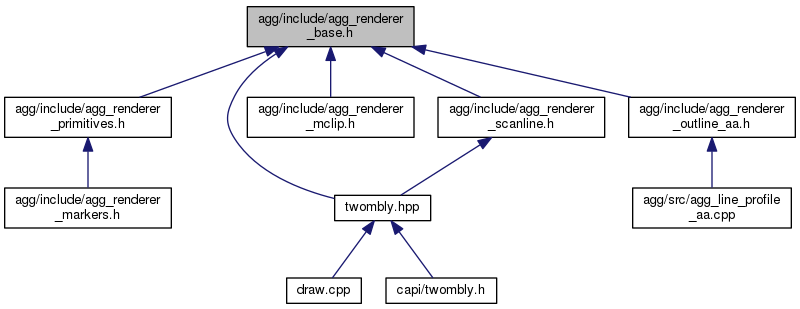 agg/include/agg_renderer
_base.h
agg/include/agg_renderer
_primitives.h
agg/include/agg_renderer
_mclip.h
agg/include/agg_renderer
_scanline.h
agg/include/agg_renderer
_outline_aa.h
agg/include/agg_renderer
_markers.h
twombly.hpp
agg/src/agg_line_profile
_aa.cpp
draw.cpp
capi/twombly.h